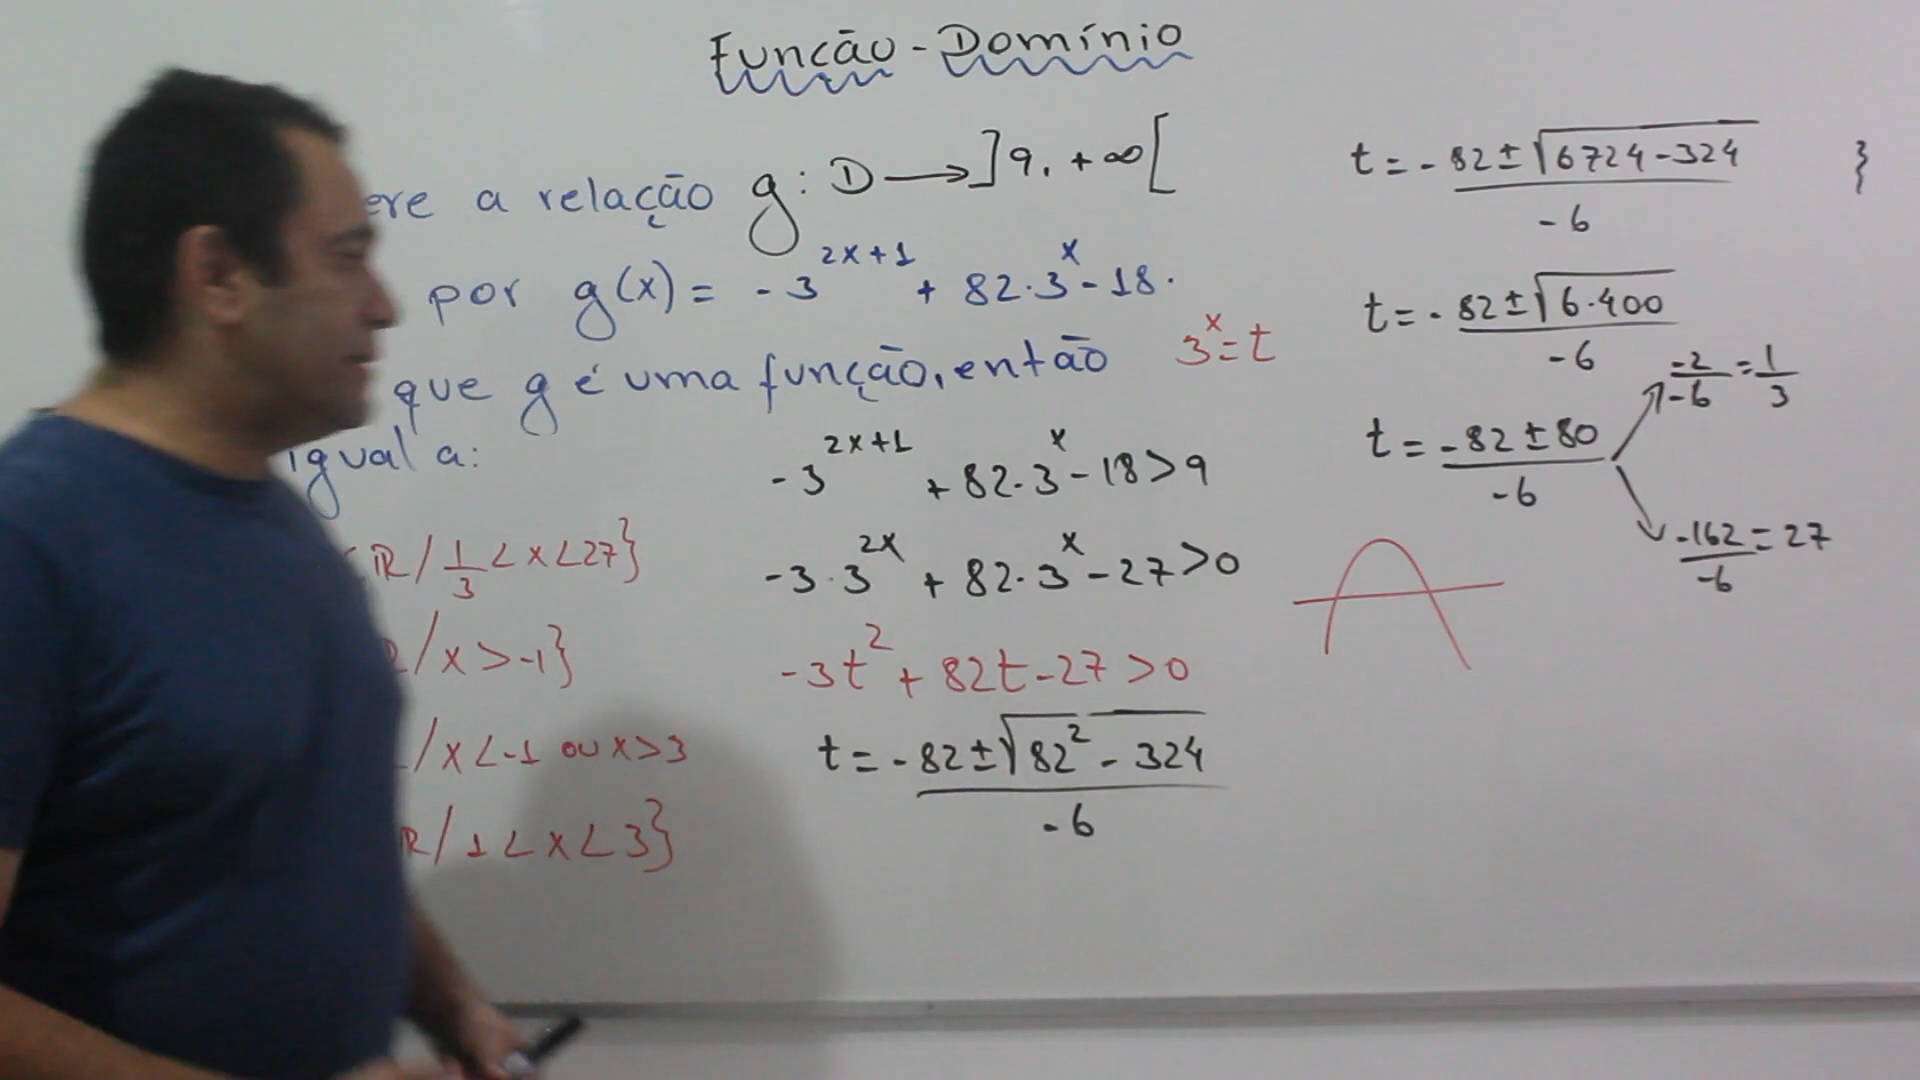 Função - Domínio
ere a relação g: D → ]9, +∞[
por g(x) = -3^{2x+1} + 82·3^x - 18.
que g é uma função, então
igual a:
R / 1/3 < x < 27}
/ x > -1}
/ x < -1 ou x > 3
R / 1 < x < 3}
3^x = t
-3^{2x+1} + 82·3^x - 18 > 9
-3·3^{2x} + 82·3^x - 27 > 0
-3t² + 82t - 27 > 0
t = (-82 ± √(82² - 324)) / -6
t = (-82 ± √(6724 - 324)) / -6
}
t = (-82 ± √6.400) / -6
t = (-82 ± 80) / -6
-2/-6 = 1/3
-162/-6 = 27